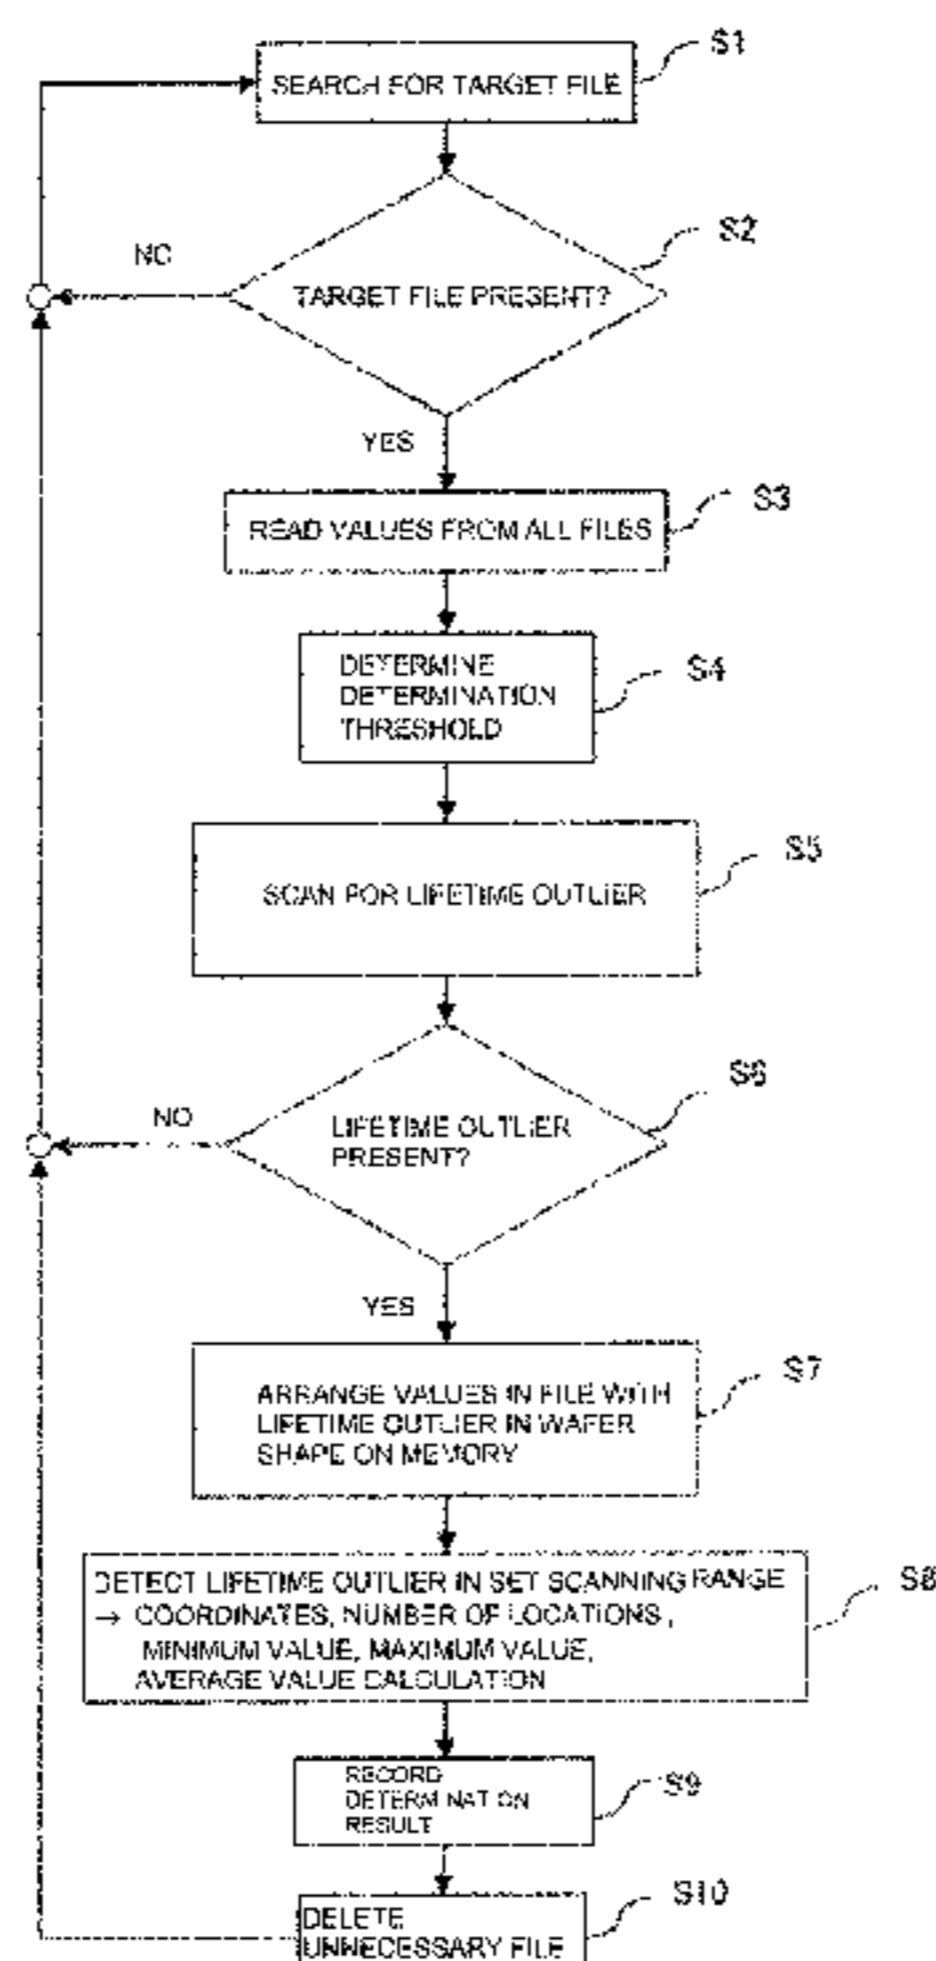 S1
SEARCH FOR TARGET FILE
S2
NO
TARGET FILE PRESENT?
YES
S3
READ VALUES FROM ALL FILES
DETERMINE
DETERMINATION
THRESHOLD
S4
S5
SCAN FOR LIFETIME OUTLIER
S6
NO
LIFETIME OUTLIER
PRESENT?
YES
S7
ARRANGE VALUES IN FILE WITH
LIFETIME OUTLIER IN WAFER
SHAPE ON MEMORY
DETECT LIFETIME OUTLIER IN SET SCANNING RANGE
→ COORDINATES, NUMBER OF LOCATIONS,
MINIMUM VALUE, MAXIMUM VALUE,
AVERAGE VALUE CALCULATION
S8
RECORD
DETERMINATION
RESULT
S9
DELETE
UNNECESSARY FILE
S10